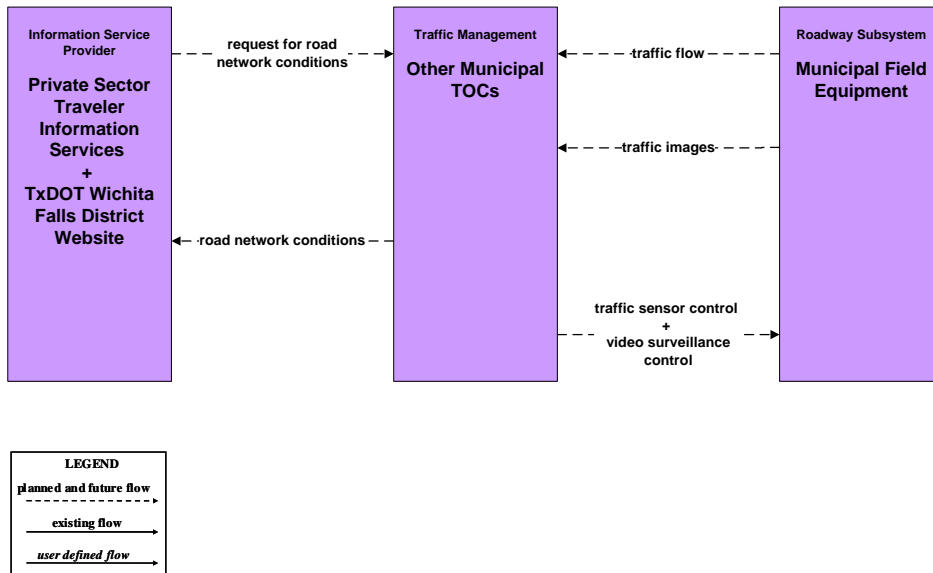 Information Service
Provider
Private Sector
Traveler
Information
Services
+
TxDOT Wichita
Falls District
Website
request for road
network conditions
road network conditions
Traffic Management
Other Municipal
TOCs
traffic flow
traffic images
traffic sensor control
+
video surveillance
control
Roadway Subsystem
Municipal Field
Equipment
LEGEND
planned and future flow
existing flow
user defined flow